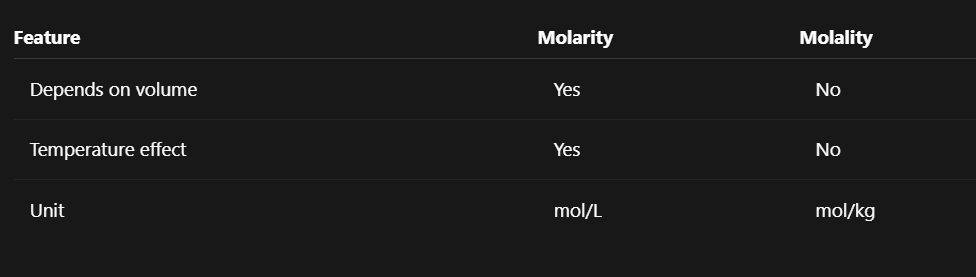 Feature Molarity Molality
Depends on volume Yes No
Temperature effect Yes No
Unit mol/L mol/kg